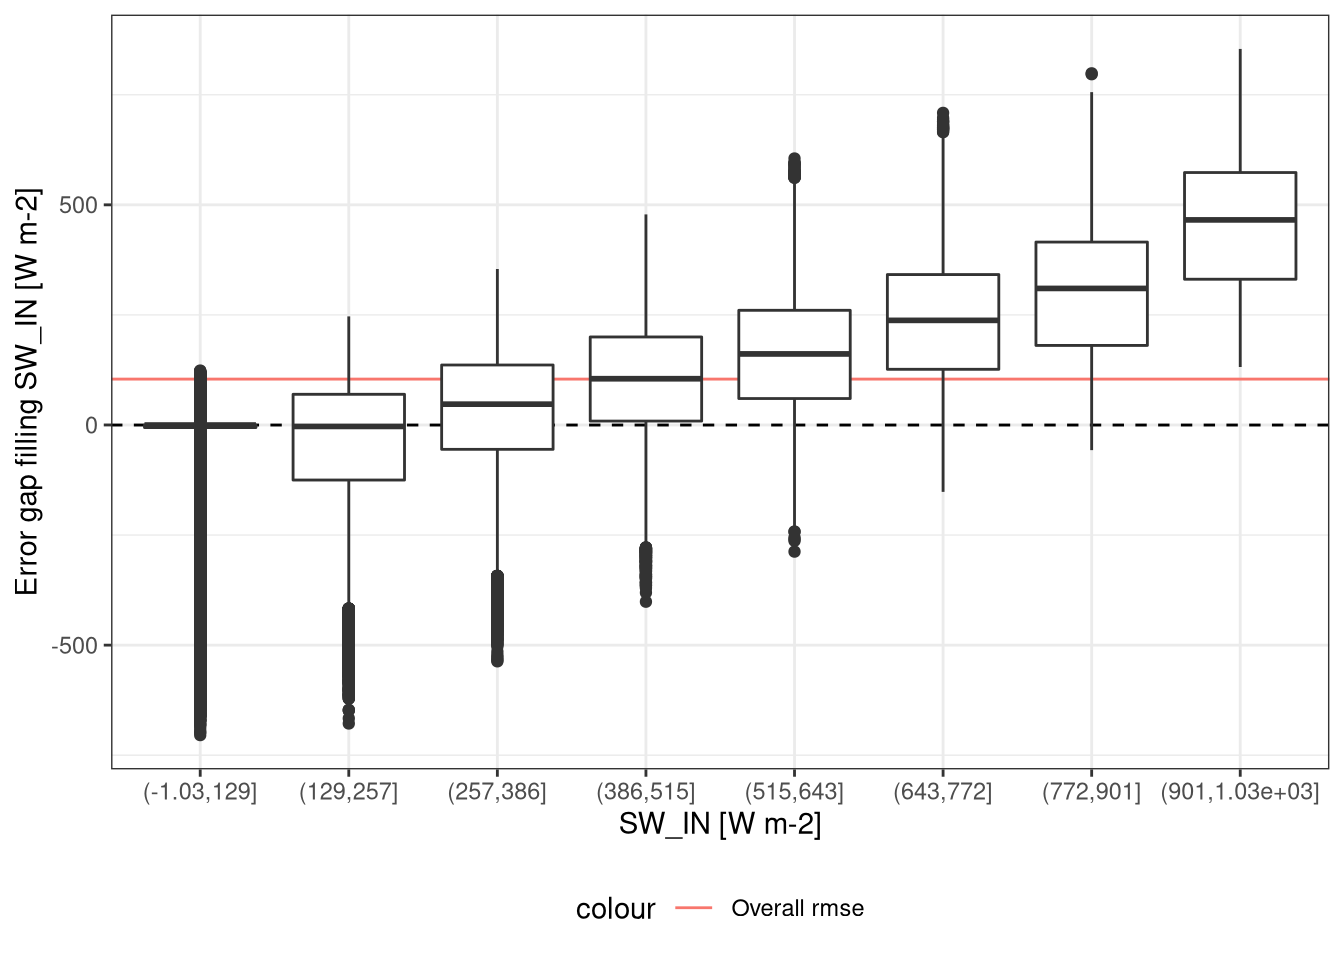 Error gap filling SW_IN [W m-2]
500
0
-500
(-1.03,129] (129,257] (257,386] (386,515] (515,643] (643,772] (772,901] (901,1.03e+03]
SW_IN [W m-2]
colour Overall rmse